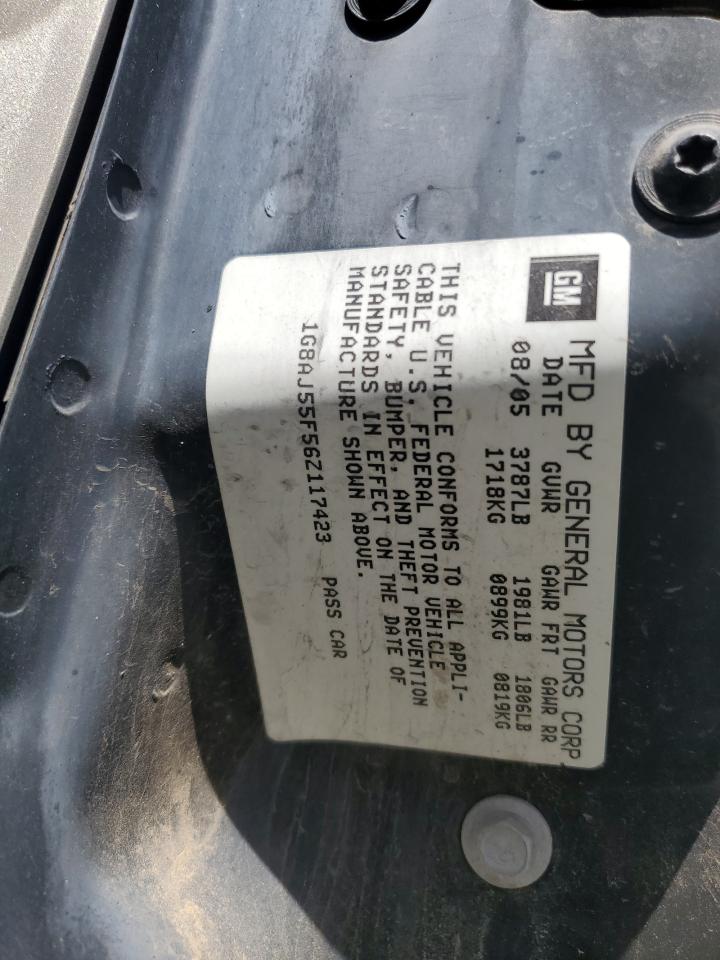 GM MFD BY GENERAL MOTORS CORP
DATE GVWR GAWR FRT GAWR RR
08/05 3787LB 1981LB 1806LB
1718KG 0899KG 0819KG
THIS VEHICLE CONFORMS TO ALL APPLI-
CABLE U.S. FEDERAL MOTOR VEHICLE
SAFETY, BUMPER, AND THEFT PREVENTION
STANDARDS IN EFFECT ON THE DATE OF
MANUFACTURE SHOWN ABOVE.
1G8AJ55F56Z117423 PASS CAR